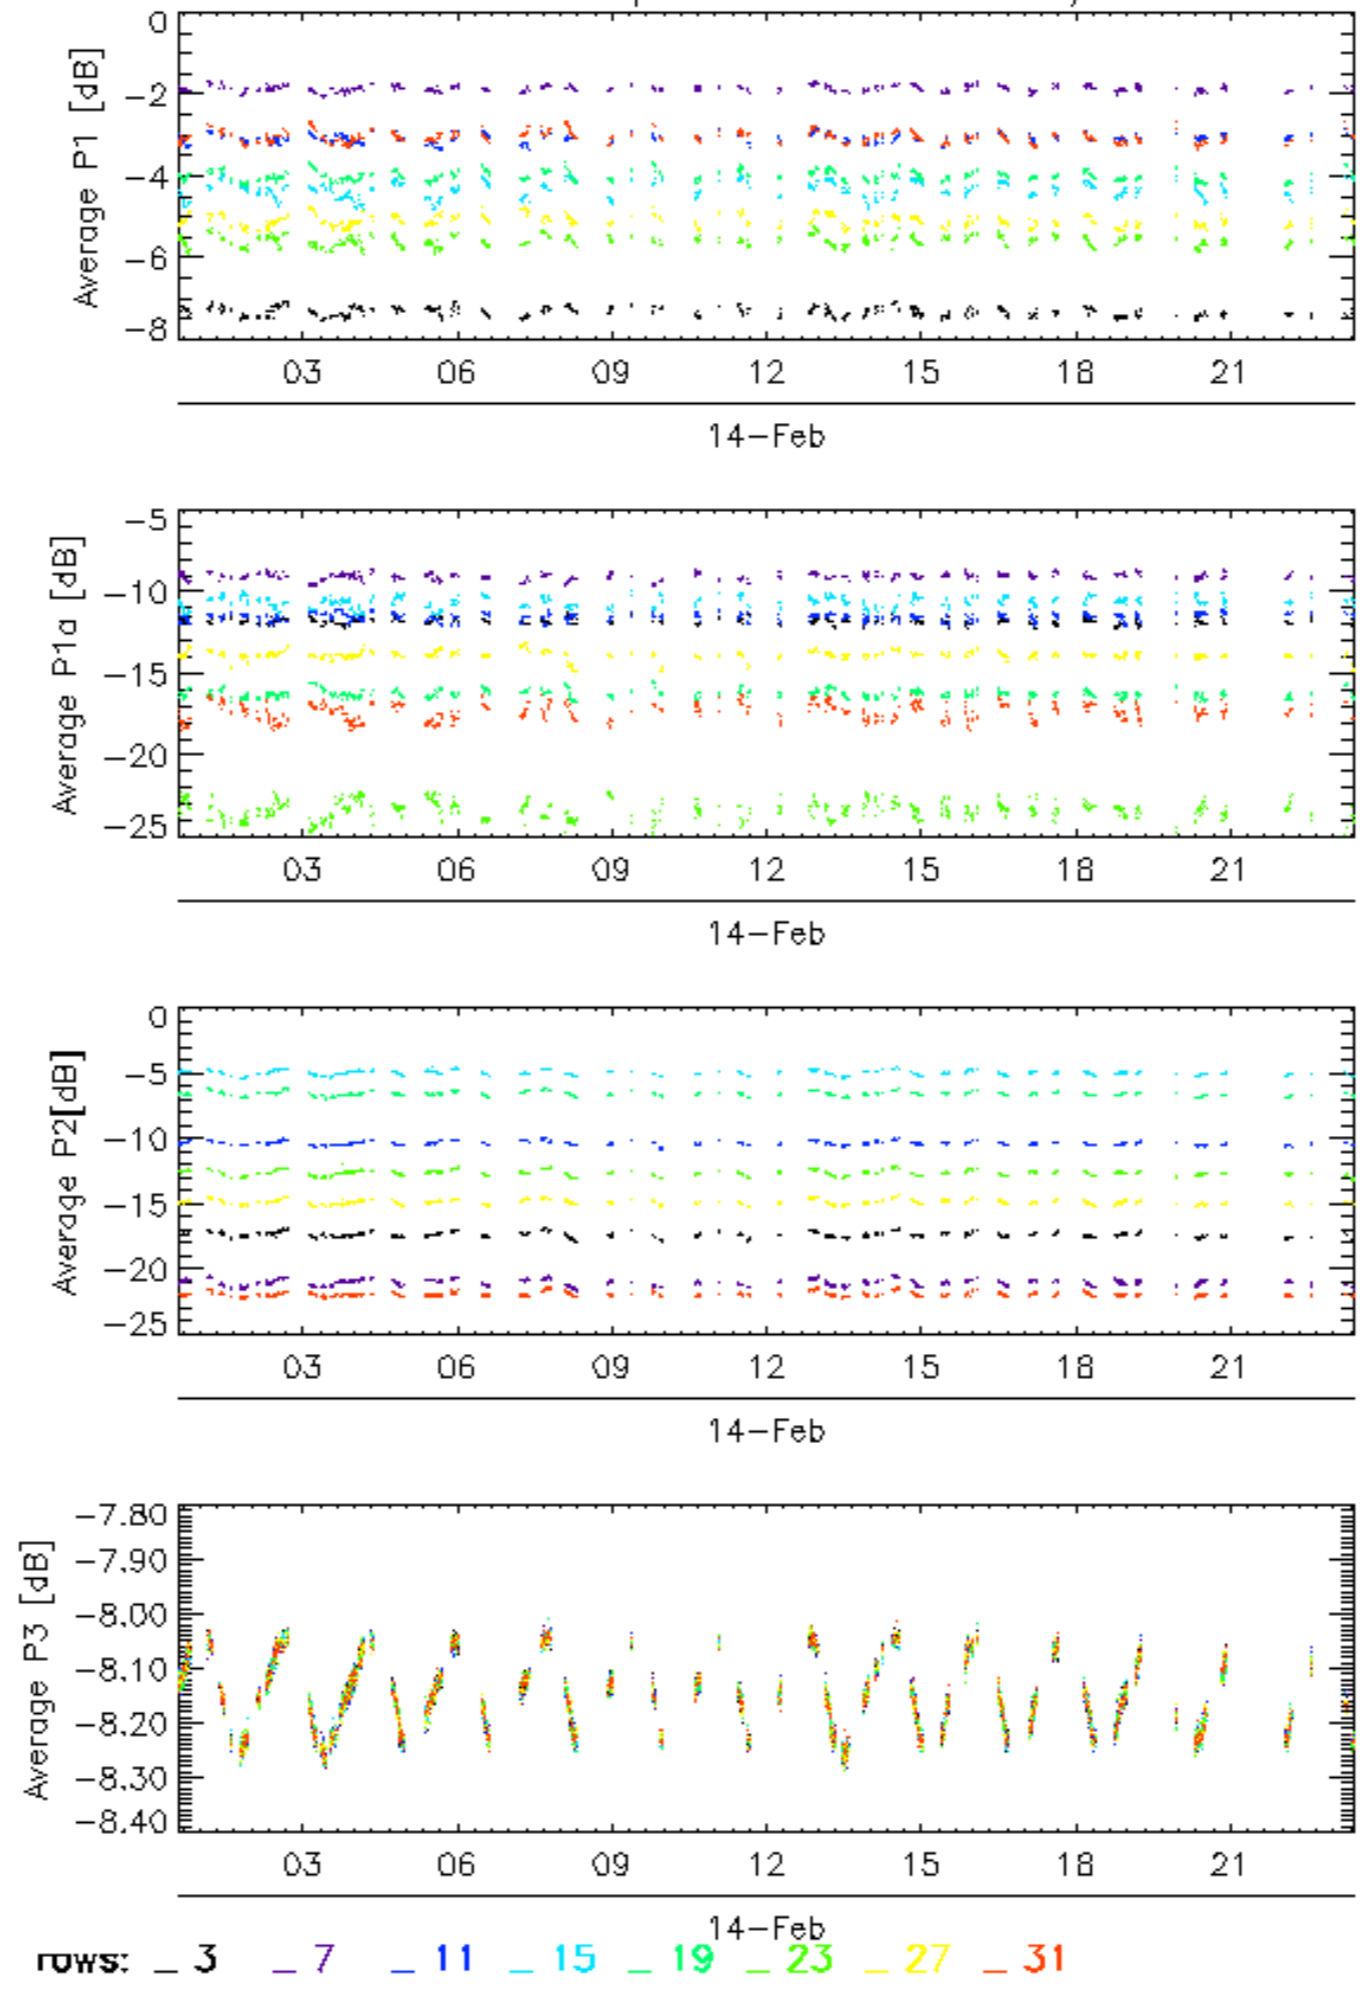 0
-2
-4
-6
-8
Average P1 [dB]
03 06 09 12 15 18 21
14-Feb
-5
-10
-15
-20
-25
Average P1a [dB]
03 06 09 12 15 18 21
14-Feb
0
-5
-10
-15
-20
-25
Average P2[dB]
03 06 09 12 15 18 21
14-Feb
-7.80
-7.90
-8.00
-8.10
-8.20
-8.30
-8.40
Average P3 [dB]
03 06 09 12 15 18 21
14-Feb
rows: _ 3 _ 7 _ 11 _ 15 _ 19 _ 23 _ 27 _ 31